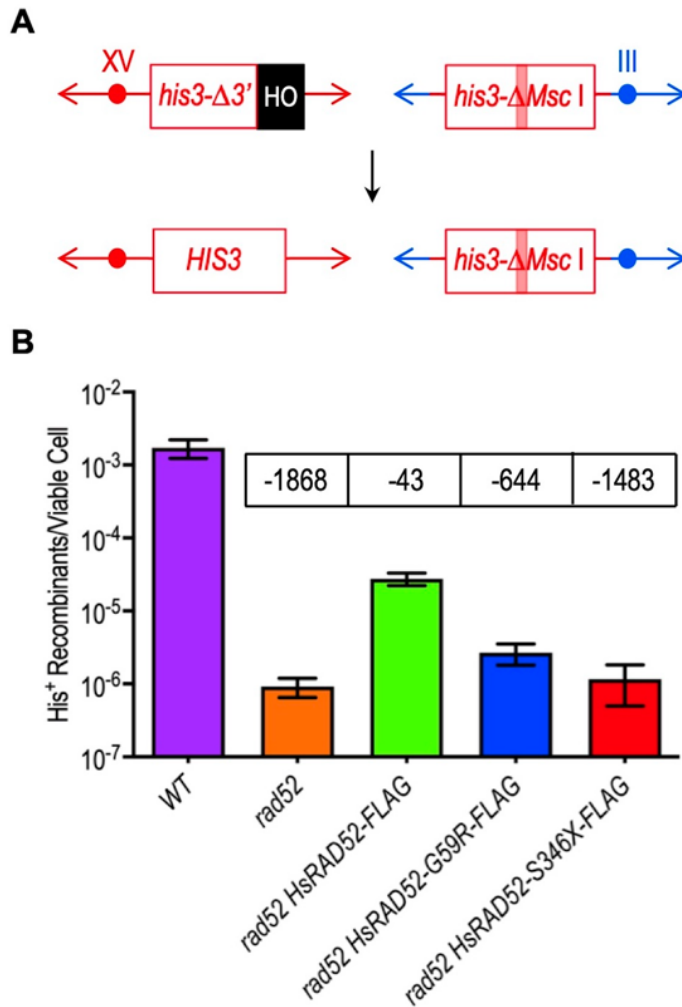 A
XV
III
his3-Δ3' HO
his3-ΔMsc I
HIS3
his3-ΔMsc I
B
His⁺ Recombinants/Viable Cell
10⁻²
10⁻³
10⁻⁴
10⁻⁵
10⁻⁶
10⁻⁷
-1868 -43 -644 -1483
WT
rad52
rad52 HsRAD52-FLAG
rad52 HsRAD52-G59R-FLAG
rad52 HsRAD52-S346X-FLAG